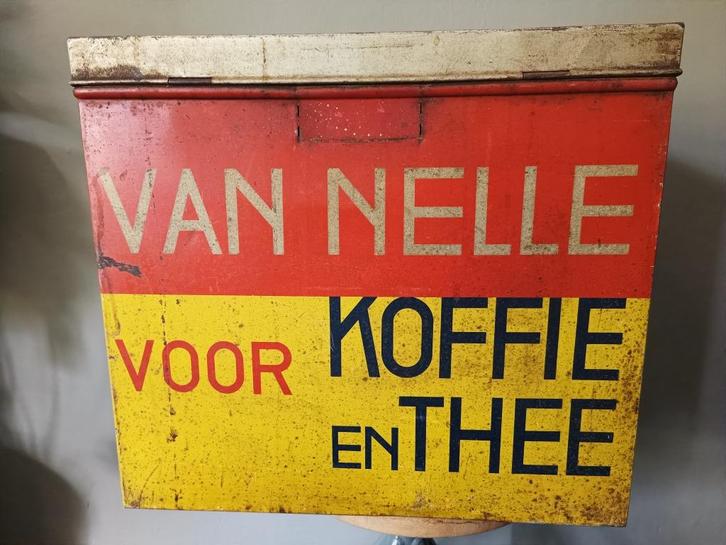 VAN NELLE
VOOR KOFFIE
EN THEE